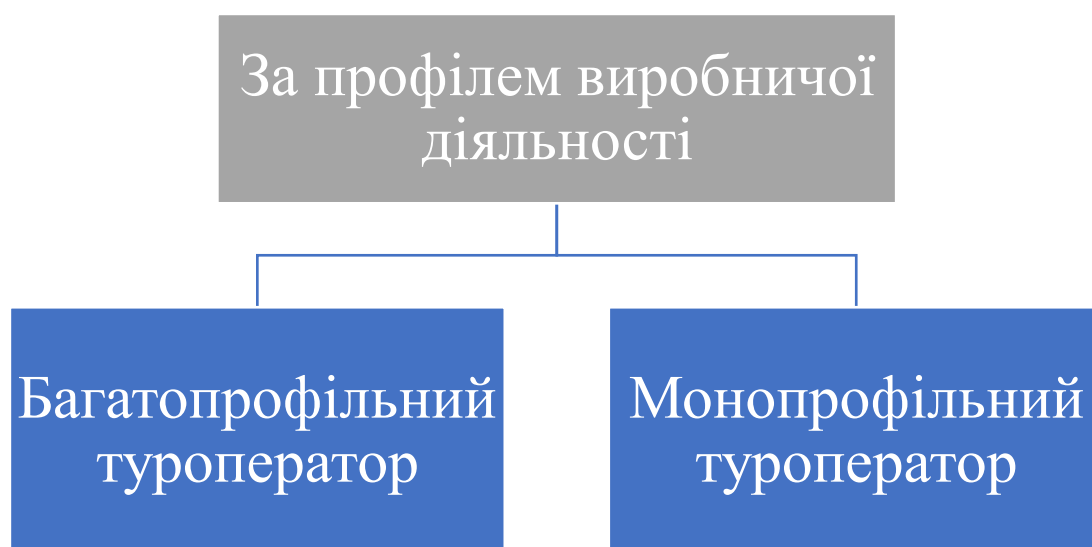 За профілем виробничої
діяльності
Багатопрофільний
туроператор
Монопрофільний
туроператор